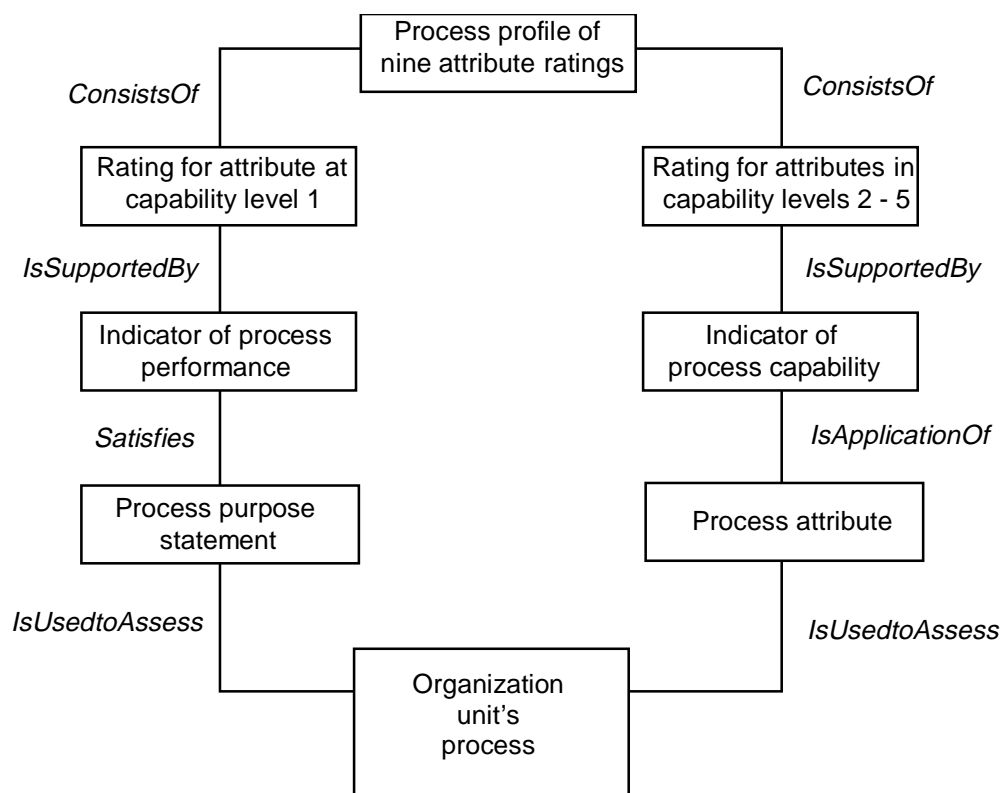 Process profile of
nine attribute ratings
ConsistsOf
ConsistsOf
Rating for attribute at
capability level 1
Rating for attributes in
capability levels 2 - 5
IsSupportedBy
IsSupportedBy
Indicator of process
performance
Indicator of
process capability
Satisfies
IsApplicationOf
Process purpose
statement
Process attribute
IsUsedtoAssess
IsUsedtoAssess
Organization
unit's
process